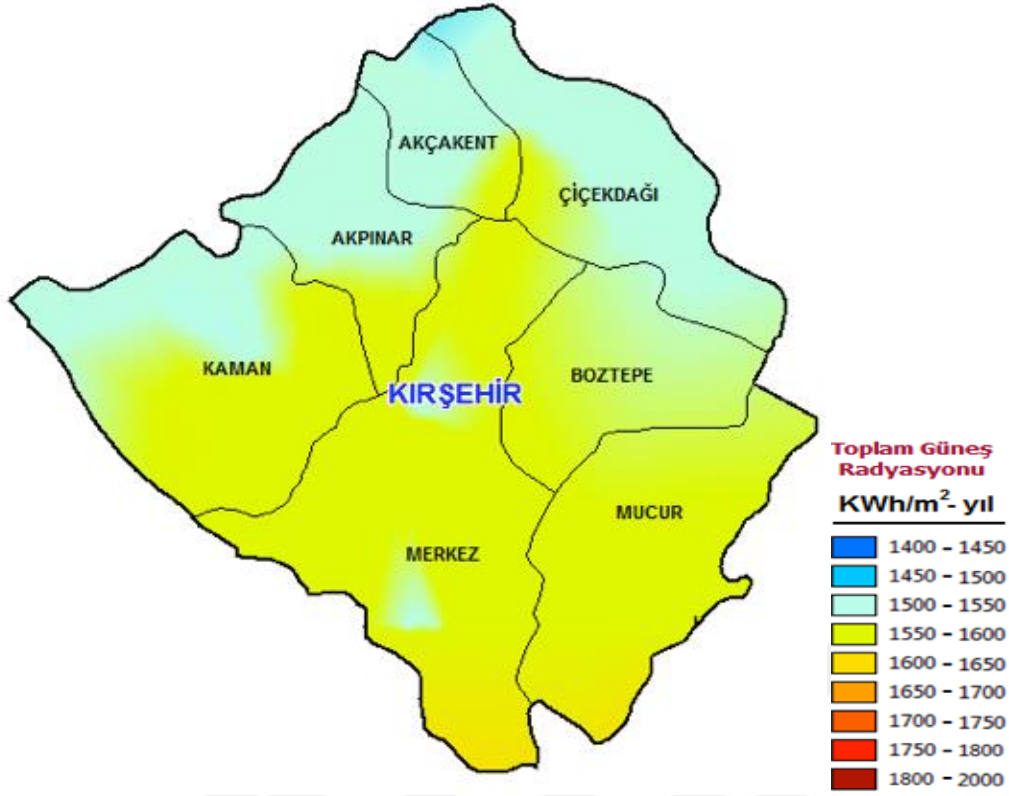 AKÇAKENT
ÇİÇEKDAĞI
AKPINAR
KAMAN
BOZTEPE
KIRŞEHİR
MUCUR
MERKEZ
Toplam Güneş
Radyasyonu
KWh/m²- yıl
1400 - 1450
1450 - 1500
1500 - 1550
1550 - 1600
1600 - 1650
1650 - 1700
1700 - 1750
1750 - 1800
1800 - 2000